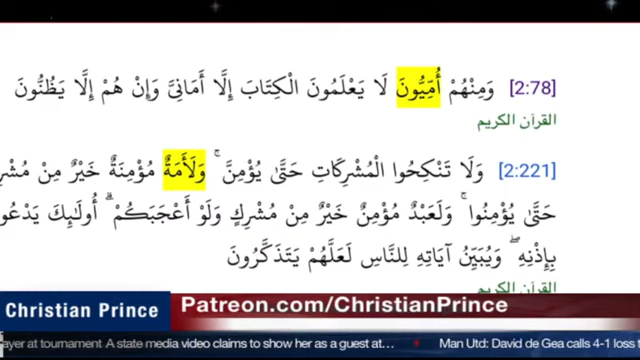 [2:78] وَمِنْهُمْ أُمِّيُّونَ لَا يَعْلَمُونَ الْكِتَابَ إِلَّا أَمَانِيَّ وَإِنْ هُمْ إِلَّا يَظُنُّونَ
القرآن الكريم
[2:221] وَلَا تَنْكِحُوا الْمُشْرِكَاتِ حَتَّىٰ يُؤْمِنَّ ۚ وَلَأَمَةٌ مُؤْمِنَةٌ خَيْرٌ مِنْ
حَتَّىٰ يُؤْمِنُوا ۚ وَلَعَبْدٌ مُؤْمِنٌ خَيْرٌ مِنْ مُشْرِكٍ وَلَوْ أَعْجَبَكُمْ ۗ أُولَٰئِكَ
بِإِذْنِهِ ۖ وَيُبَيِّنُ آيَاتِهِ لِلنَّاسِ لَعَلَّهُمْ يَتَذَكَّرُونَ
القرآن الكريم
Christian Prince
Patreon.com/ChristianPrince
at tournament. A state media video claims to show her as a guest at... Man Utd: David de Gea calls 4-1 loss